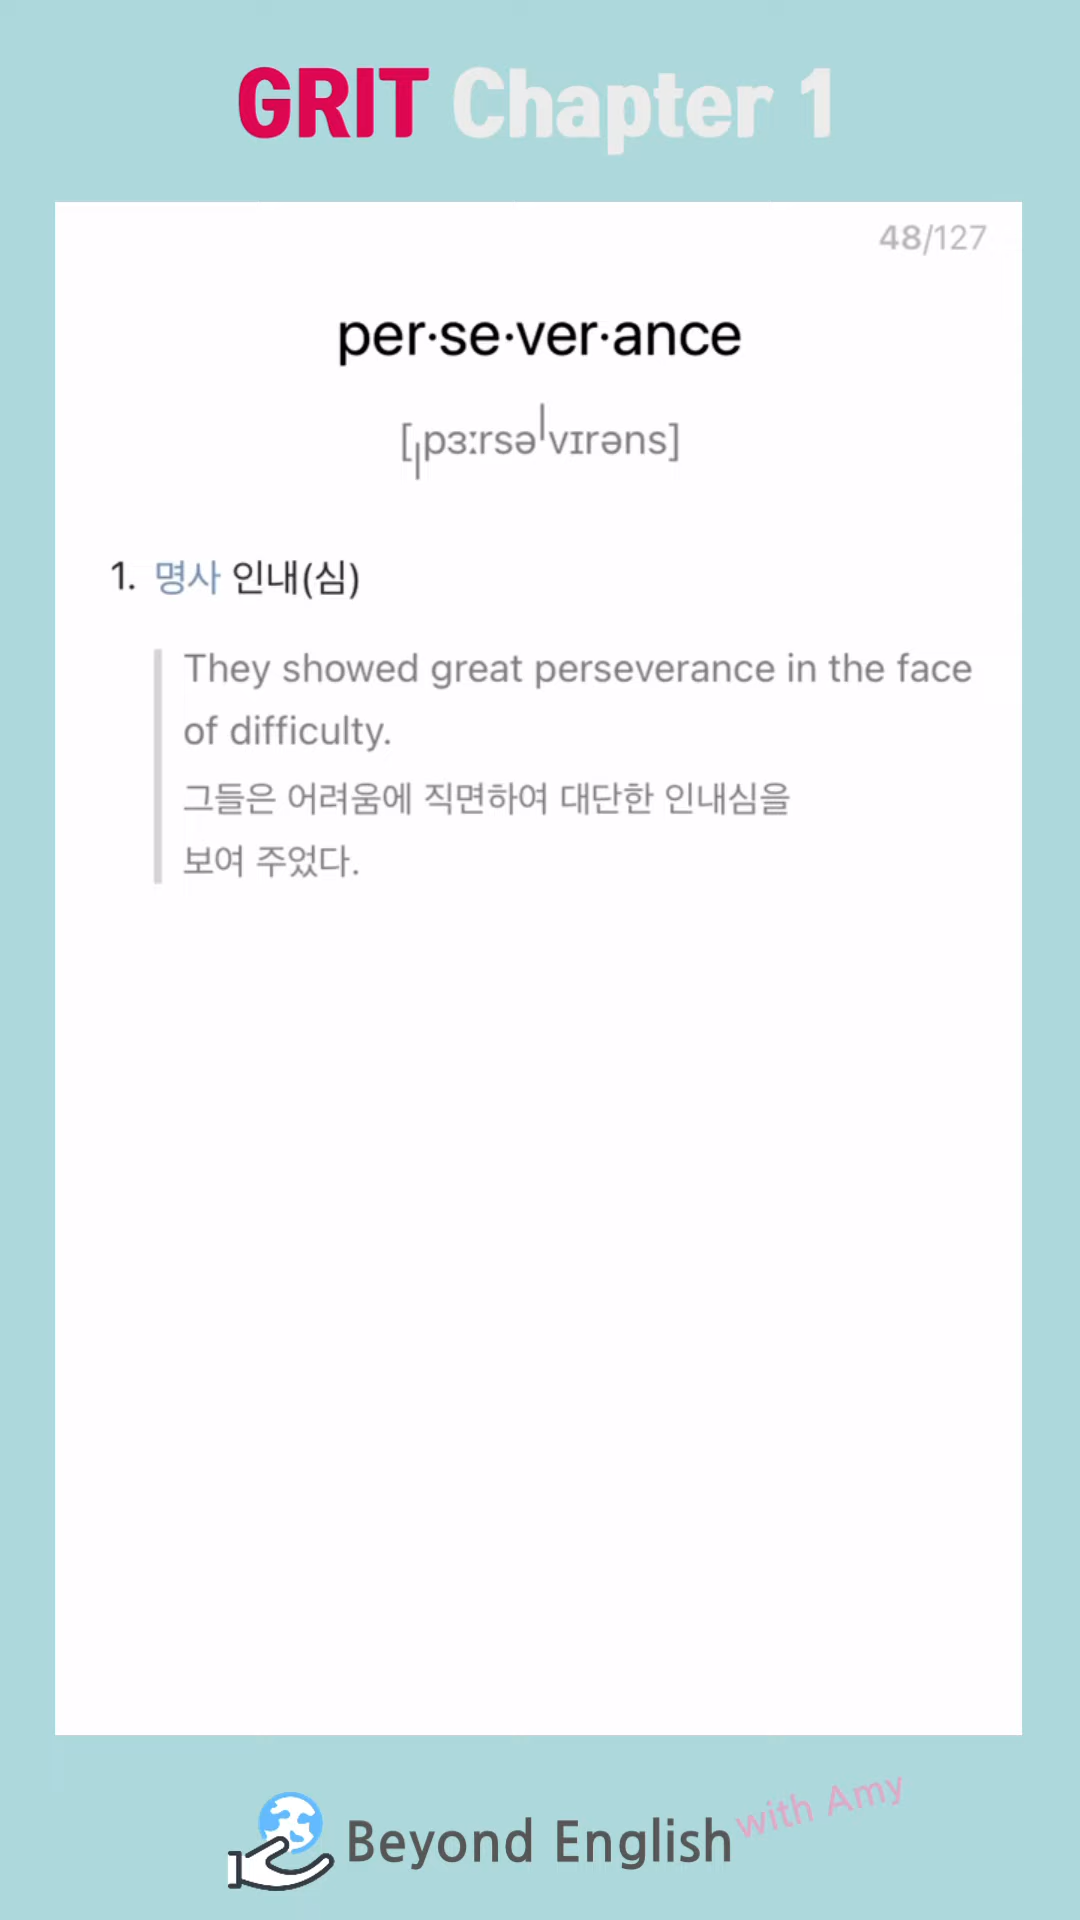 GRIT Chapter 1
48/127
per·se·ver·ance
[ˌpɜːrsəˈvɪrəns]
1. 명사 인내(심)
They showed great perseverance in the face
of difficulty.
그들은 어려움에 직면하여 대단한 인내심을
보여 주었다.
Beyond English with Amy